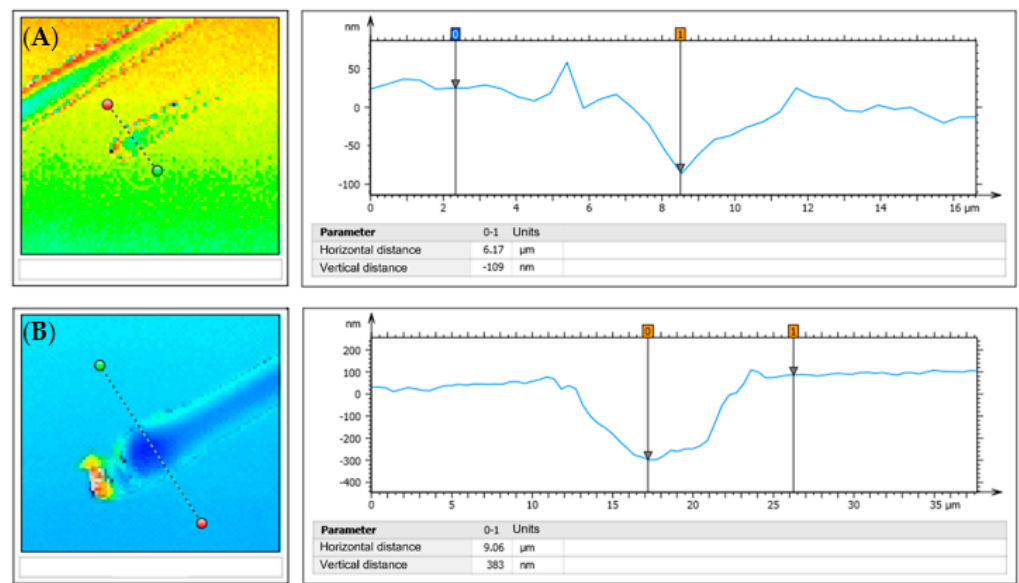 (A)
nm
0
1
50
0
-50
-100
0 2 4 6 8 10 12 14 16 µm
Parameter 0-1 Units
Horizontal distance 6.17 µm
Vertical distance -109 nm
(B)
nm
0
1
200
100
0
-100
-200
-300
-400
0 5 10 15 20 25 30 35 µm
Parameter 0-1 Units
Horizontal distance 9.06 µm
Vertical distance 383 nm